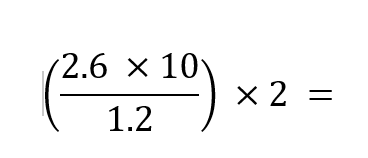 (2.6 × 10 / 1.2) × 2 =